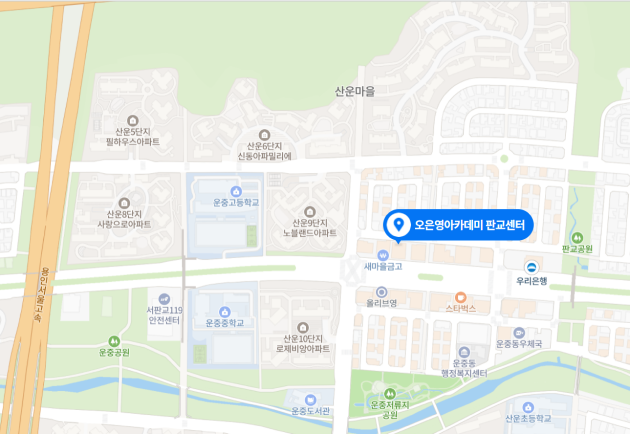 산운마을
산운5단지
필하우스아파트
산운6단지
신동아파밀리에
산운8단지
사랑으로아파트
운중고등학교
산운9단지
노블랜드아파트
오은영아카데미 판교센터
판교공원
새마을금고
우리은행
용인서울고속
서판교119
안전센터
운중중학교
올리브영
스타벅스
산운10단지
로제비앙아파트
운중동우체국
운중공원
운중동
행정복지센터
운중도서관
운중저류지
공원
산운초등학교